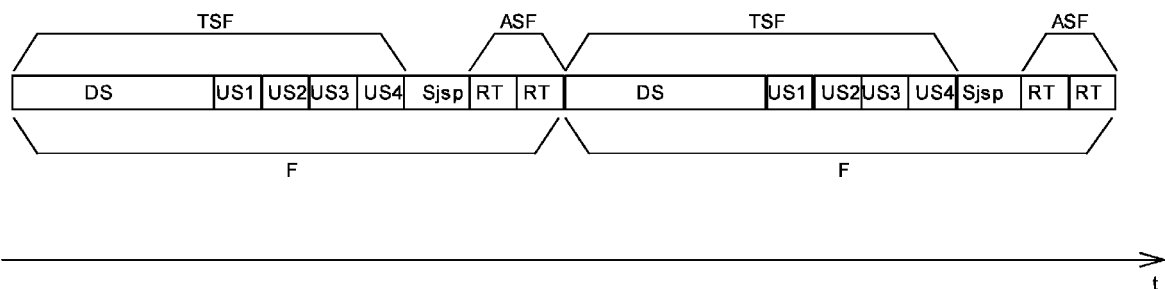 TSF ASF TSF ASF
DS US1 US2 US3 US4 Sjsp RT RT DS US1 US2 US3 US4 Sjsp RT RT
F F
t